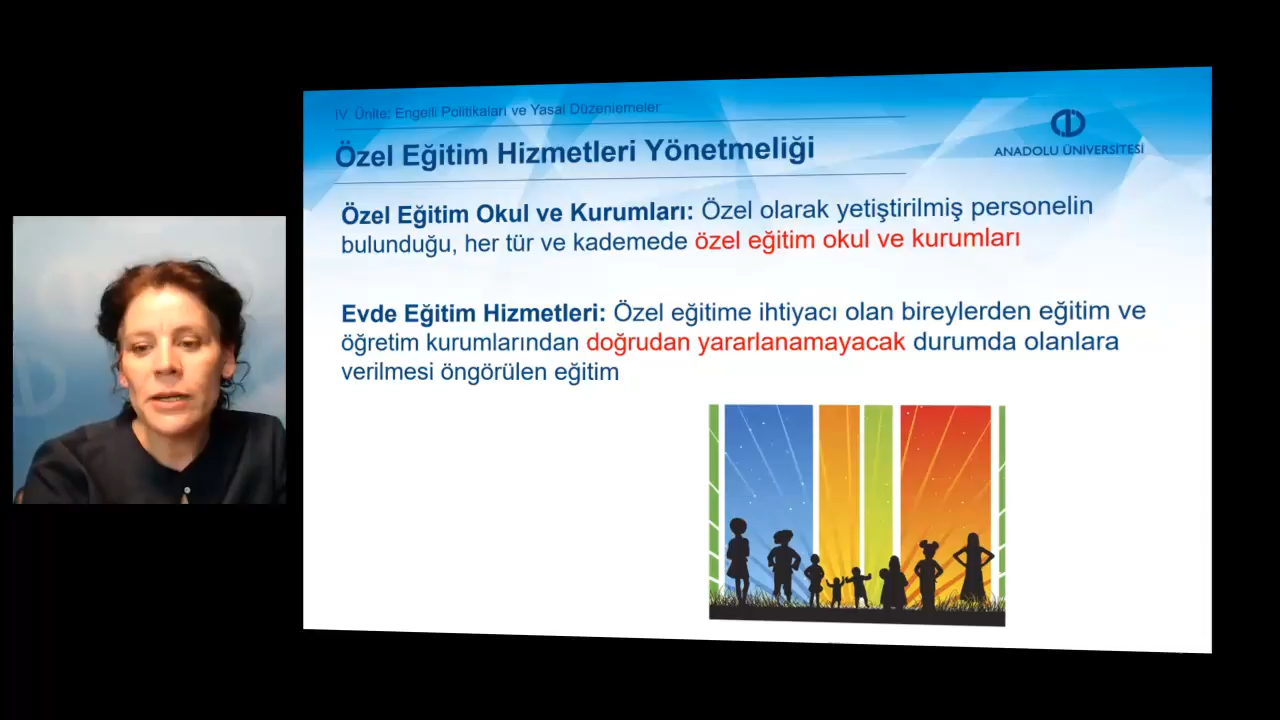 IV. Ünite: Engelli Politikaları ve Yasal Düzenlemeler
Özel Eğitim Hizmetleri Yönetmeliği
ANADOLU ÜNİVERSİTESİ
Özel Eğitim Okul ve Kurumları: Özel olarak yetiştirilmiş personelin
bulunduğu, her tür ve kademede özel eğitim okul ve kurumları
Evde Eğitim Hizmetleri: Özel eğitime ihtiyacı olan bireylerden eğitim ve
öğretim kurumlarından doğrudan yararlanamayacak durumda olanlara
verilmesi öngörülen eğitim